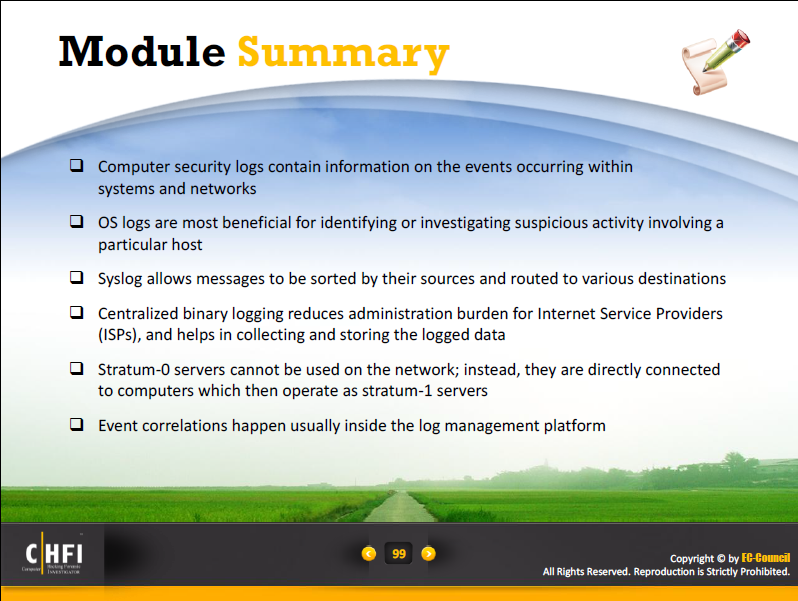 Module Summary
Computer security logs contain information on the events occurring within
systems and networks
OS logs are most beneficial for identifying or investigating suspicious activity involving a
particular host
Syslog allows messages to be sorted by their sources and routed to various destinations
Centralized binary logging reduces administration burden for Internet Service Providers
(ISPs), and helps in collecting and storing the logged data
Stratum-0 servers cannot be used on the network; instead, they are directly connected
to computers which then operate as stratum-1 servers
Event correlations happen usually inside the log management platform
CHFI
Computer Hacking Forensic
INVESTIGATOR
99
Copyright © by EC-Council
All Rights Reserved. Reproduction is Strictly Prohibited.